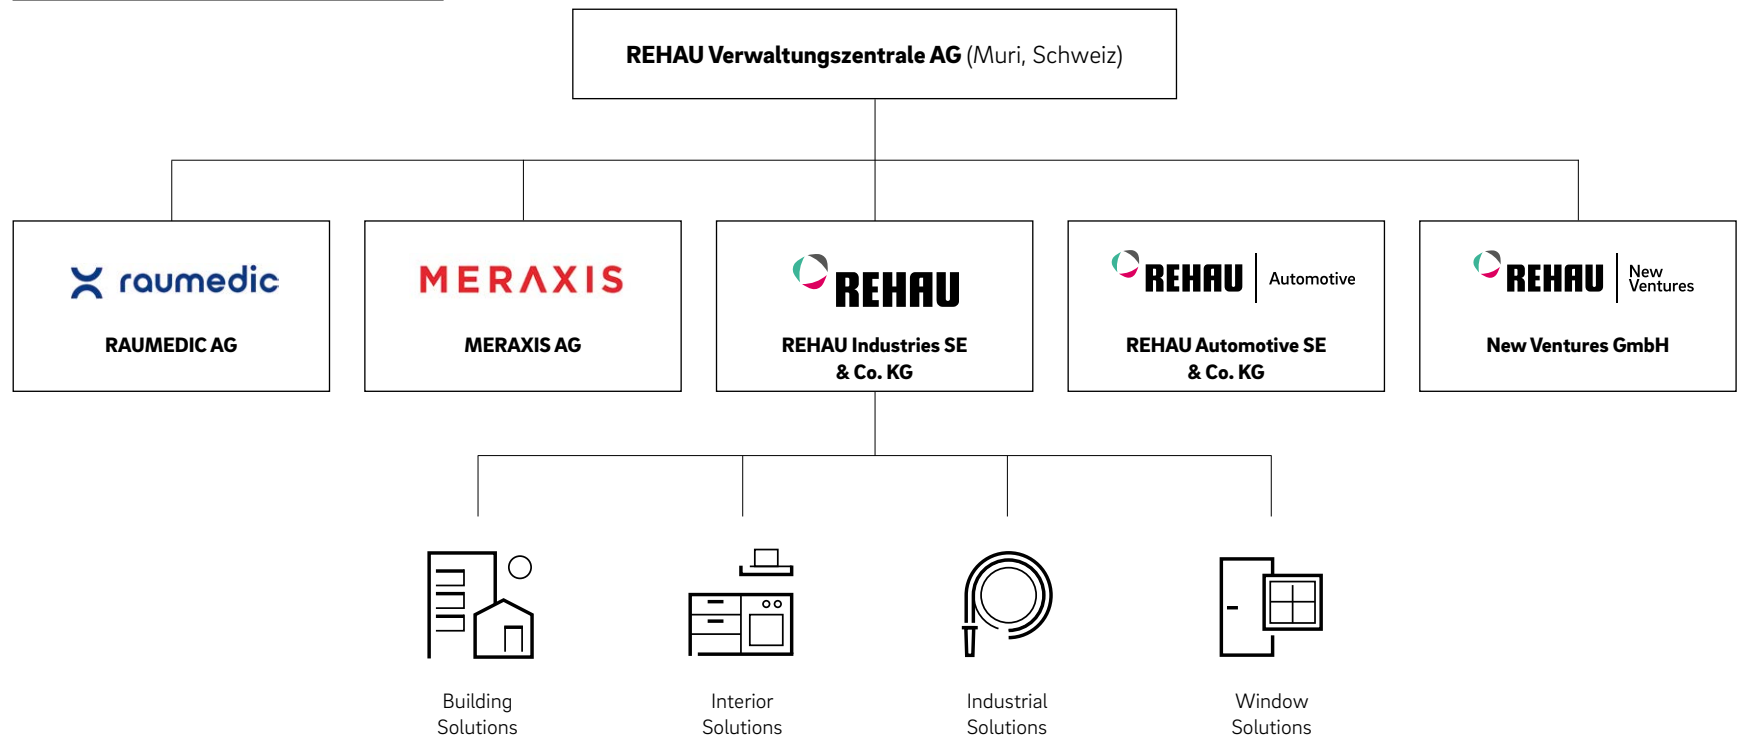 REHAU Verwaltungszentrale AG (Muri, Schweiz)
raumedic
RAUMEDIC AG
MERAXIS
MERAXIS AG
REHAU
REHAU Industries SE
& Co. KG
REHAU Automotive
REHAU Automotive SE
& Co. KG
REHAU New
Ventures
New Ventures GmbH
Building
Solutions
Interior
Solutions
Industrial
Solutions
Window
Solutions